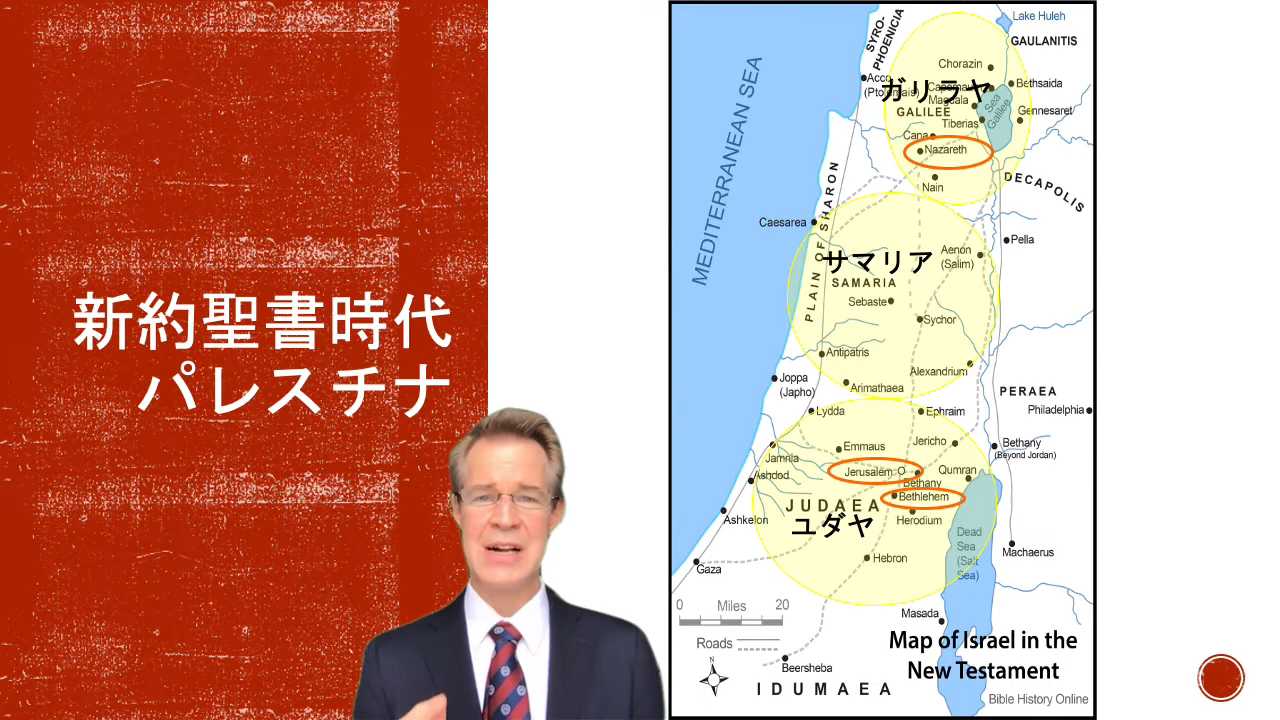 新約聖書時代
パレスチナ
Lake Huleh
SYRO-
PHOENICIA
GAULANITIS
Chorazin
Acco
(Ptolemais)
ガリラヤ
Bethsaida
Magdala
Sea
Galilee
Gennesaret
GALILEE
Tiberias
Cana
Nazareth
Nain
DECAPOLIS
MEDITERRANEAN SEA
PLAIN OF SHARON
Caesarea
Pella
Aenon
(Salim)
サマリア
SAMARIA
Sebaste
Sychor
Antipatris
Alexandrium
Joppa
(Japho)
Arimathaea
PERAEA
Lydda
Ephraim
Philadelphia
Emmaus
Jericho
Bethany
(Beyond Jordan)
Jamnia
Ashdod
Jerusalem
Qumran
Bethany
Bethlehem
JUDAEA
ユダヤ
Ashkelon
Herodium
Dead
Sea
(Salt
Sea)
Machaerus
Hebron
Gaza
0 Miles 20
Masada
Roads
N
Map of Israel in the
New Testament
Beersheba
IDUMAEA
Bible History Online